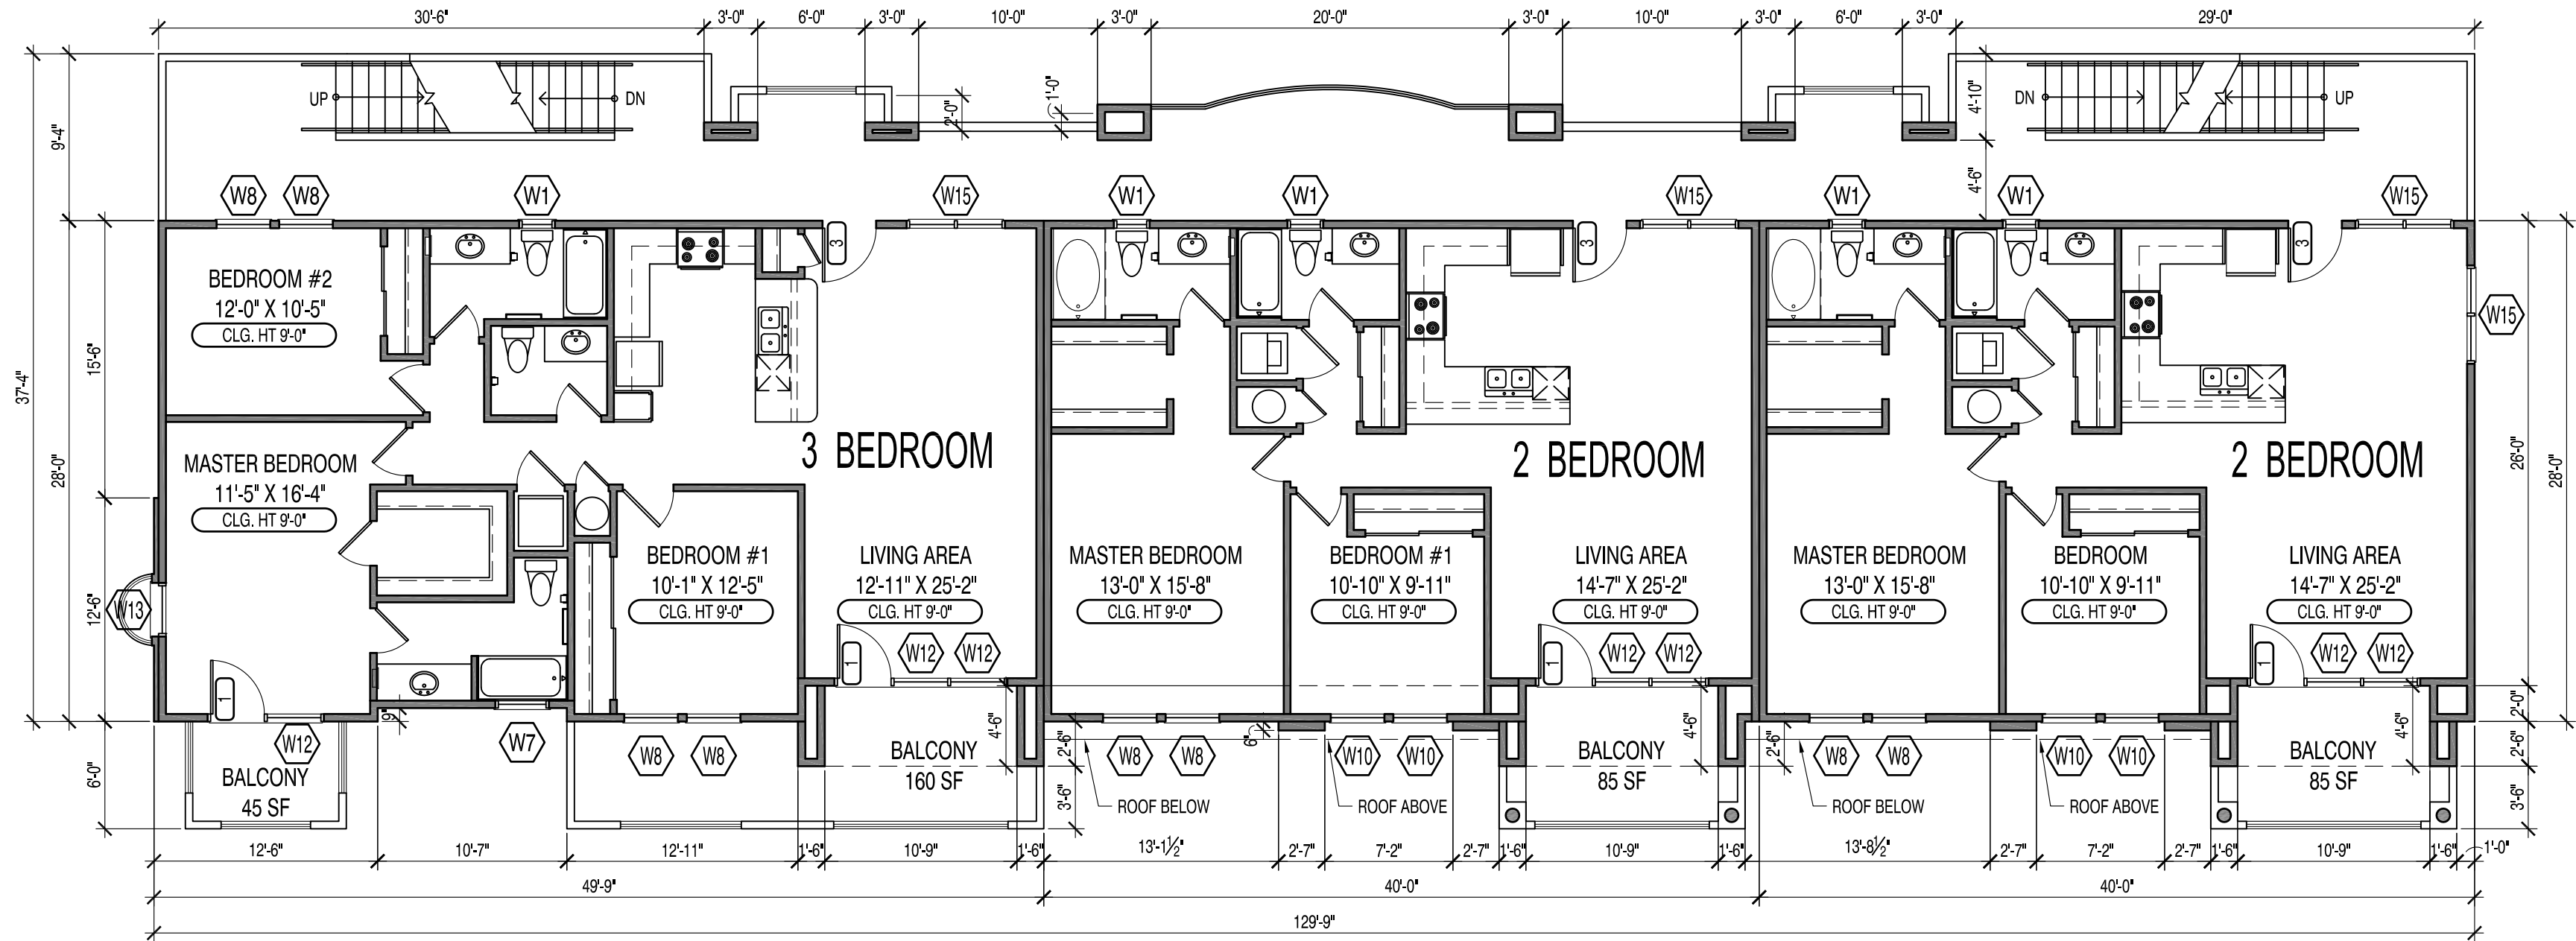 30'-6" 3'-0" 6'-0" 3'-0" 10'-0" 3'-0" 20'-0" 3'-0" 10'-0" 3'-0" 6'-0" 3'-0" 29'-0"
UP DN 2'-0" 1'-0" DN UP 4'-10"
9'-4" 4'-6"
W8 W8 W1 W15 W1 W1 W15 W1 W1 W15
3 3 3
BEDROOM #2
12'-0" X 10'-5"
CLG. HT 9'-0"
W15
37'-4" 28'-0" 15'-6" 26'-0" 28'-0"
3 BEDROOM
2 BEDROOM
2 BEDROOM
MASTER BEDROOM
11'-5" X 16'-4"
CLG. HT 9'-0"
BEDROOM #1
10'-1" X 12'-5"
CLG. HT 9'-0"
LIVING AREA
12'-11" X 25'-2"
CLG. HT 9'-0"
MASTER BEDROOM
13'-0" X 15'-8"
CLG. HT 9'-0"
BEDROOM #1
10'-10" X 9'-11"
CLG. HT 9'-0"
LIVING AREA
14'-7" X 25'-2"
CLG. HT 9'-0"
MASTER BEDROOM
13'-0" X 15'-8"
CLG. HT 9'-0"
BEDROOM
10'-10" X 9'-11"
CLG. HT 9'-0"
LIVING AREA
14'-7" X 25'-2"
CLG. HT 9'-0"
12'-6" W13
1 W12 W12 1 W12 W12 1 W12 W12
1 9" 2'-0"
W12 W7 W8 W8 4'-6" 2'-6" W8 W8 6" W10 W10 4'-6" 2'-6" W8 W8 W10 W10 4'-6" 2'-6"
6'-0"
BALCONY
45 SF
BALCONY
160 SF
BALCONY
85 SF
BALCONY
85 SF
3'-6" ROOF BELOW ROOF ABOVE ROOF BELOW ROOF ABOVE 3'-6"
12'-6" 10'-7" 12'-11" 1'-6" 10'-9" 1'-6" 13'-1½" 2'-7" 7'-2" 2'-7" 1'-6" 10'-9" 1'-6" 13'-8½" 2'-7" 7'-2" 2'-7" 1'-6" 10'-9" 1'-6" 1'-0"
49'-9" 40'-0" 40'-0"
129'-9"